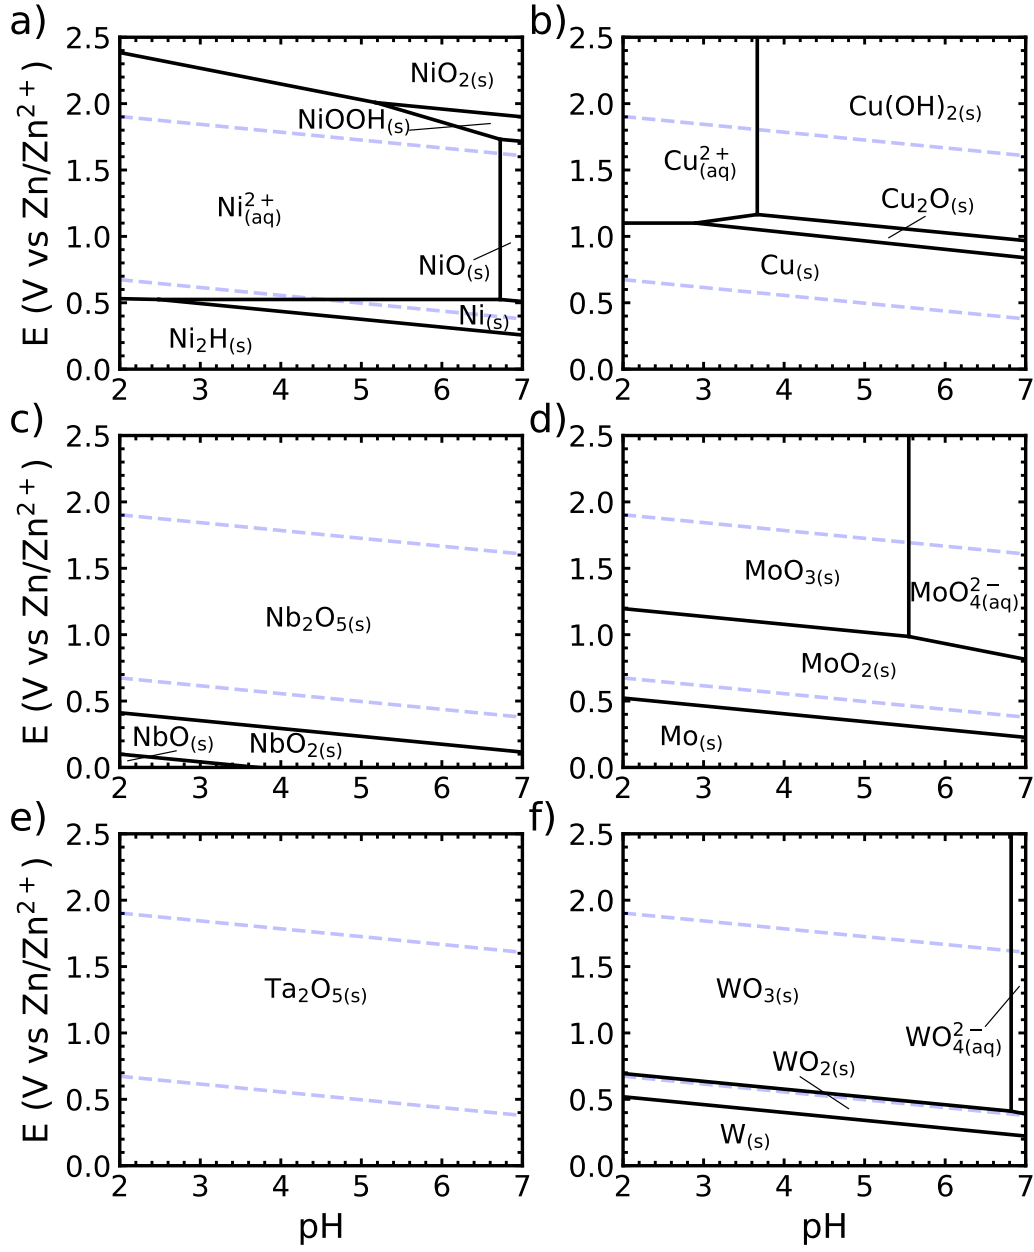 a)
b)
2.5
2.0
1.5
1.0
0.5
0.0
E (V vs Zn/Zn²⁺)
NiO₂₍ₛ₎
NiOOH₍ₛ₎
Ni²⁺₍aq₎
NiO₍ₛ₎
Ni₍ₛ₎
Ni₂H₍ₛ₎
2 3 4 5 6 7
2.5
2.0
1.5
1.0
0.5
0.0
Cu(OH)₂₍ₛ₎
Cu²⁺₍aq₎
Cu₂O₍ₛ₎
Cu₍ₛ₎
2 3 4 5 6 7
c)
d)
2.5
2.0
1.5
1.0
0.5
0.0
E (V vs Zn/Zn²⁺)
Nb₂O₅₍ₛ₎
NbO₍ₛ₎
NbO₂₍ₛ₎
2 3 4 5 6 7
2.5
2.0
1.5
1.0
0.5
0.0
MoO₃₍ₛ₎
MoO₄²⁻₍aq₎
MoO₂₍ₛ₎
Mo₍ₛ₎
2 3 4 5 6 7
e)
f)
2.5
2.0
1.5
1.0
0.5
0.0
E (V vs Zn/Zn²⁺)
Ta₂O₅₍ₛ₎
2 3 4 5 6 7
pH
2.5
2.0
1.5
1.0
0.5
0.0
WO₃₍ₛ₎
WO₄²⁻₍aq₎
WO₂₍ₛ₎
W₍ₛ₎
2 3 4 5 6 7
pH